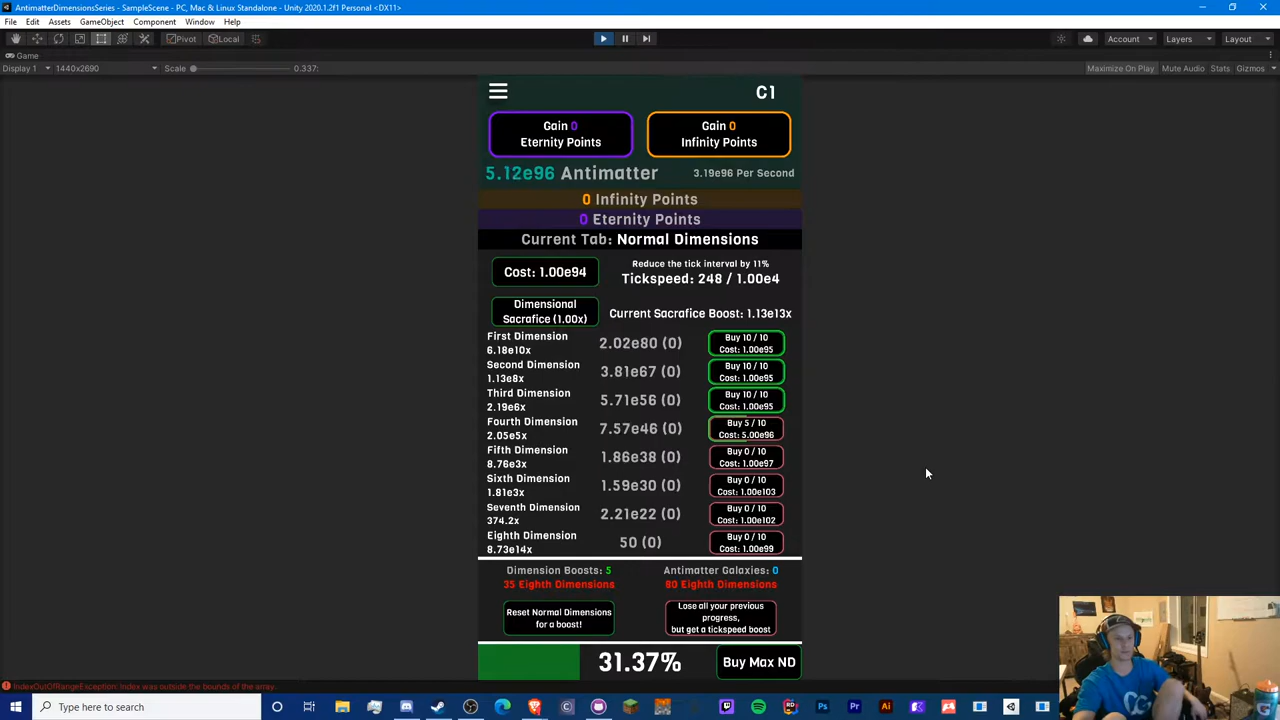 AntimatterDimensionsSeries - SampleScene - PC, Mac & Linux Standalone - Unity 2020.1.2f1 Personal <DX11>
File Edit Assets GameObject Component Window Help
Pivot Local Account Layers Layout
Game
Display 1 1440x2690 Scale 0.337: Maximize On Play Mute Audio Stats Gizmos
C1
Gain 0
Eternity Points
Gain 0
Infinity Points
5.12e96 Antimatter 3.19e96 Per Second
0 Infinity Points
0 Eternity Points
Current Tab: Normal Dimensions
Cost: 1.00e94
Reduce the tick interval by 11%
Tickspeed: 248 / 1.00e4
Dimensional
Sacrafice (1.00x)
Current Sacrafice Boost: 1.13e13x
First Dimension
6.18e10x
2.02e80 (0)
Buy 10 / 10
Cost: 1.00e95
Second Dimension
1.13e8x
3.81e67 (0)
Buy 10 / 10
Cost: 1.00e95
Third Dimension
2.19e6x
5.71e56 (0)
Buy 10 / 10
Cost: 1.00e95
Fourth Dimension
2.05e5x
7.57e46 (0)
Buy 5 / 10
Cost: 5.00e96
Fifth Dimension
8.76e3x
1.86e38 (0)
Buy 0 / 10
Cost: 1.00e97
Sixth Dimension
1.81e3x
1.59e30 (0)
Buy 0 / 10
Cost: 1.00e103
Seventh Dimension
374.2x
2.21e22 (0)
Buy 0 / 10
Cost: 1.00e102
Eighth Dimension
8.73e14x
50 (0)
Buy 0 / 10
Cost: 1.00e99
Dimension Boosts: 5
35 Eighth Dimensions
Reset Normal Dimensions
for a boost!
Antimatter Galaxies: 0
80 Eighth Dimensions
Lose all your previous
progress,
but get a tickspeed boost
31.37%
Buy Max ND
IndexOutOfRangeException: Index was outside the bounds of the array.
Type here to search